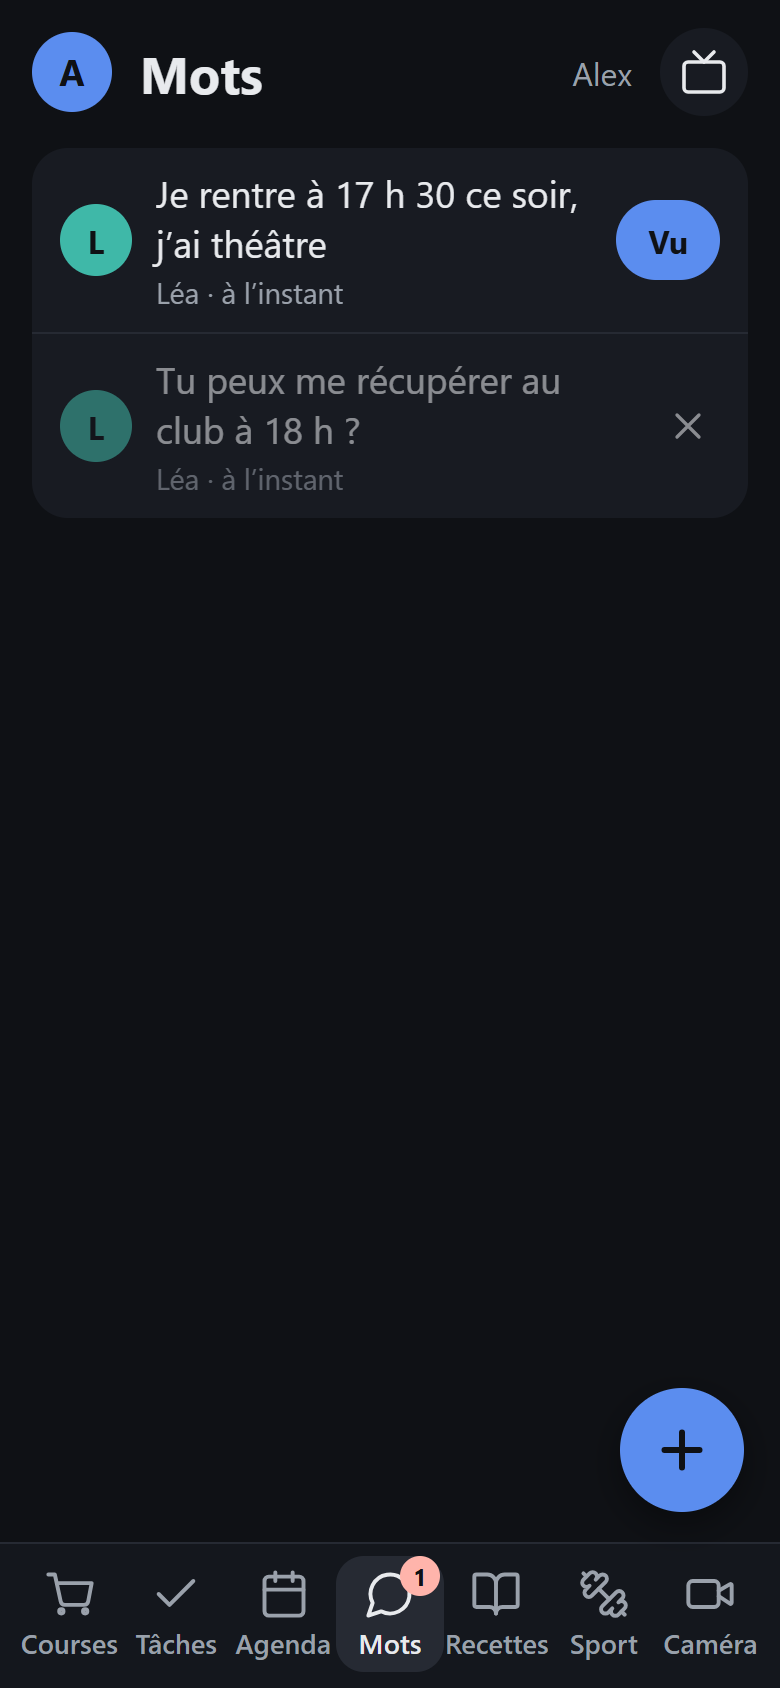 A
Mots
Alex
L
Je rentre à 17 h 30 ce soir,
j’ai théâtre
Léa · à l’instant
Vu
L
Tu peux me récupérer au
club à 18 h ?
Léa · à l’instant
1
Courses
Tâches
Agenda
Mots
Recettes
Sport
Caméra